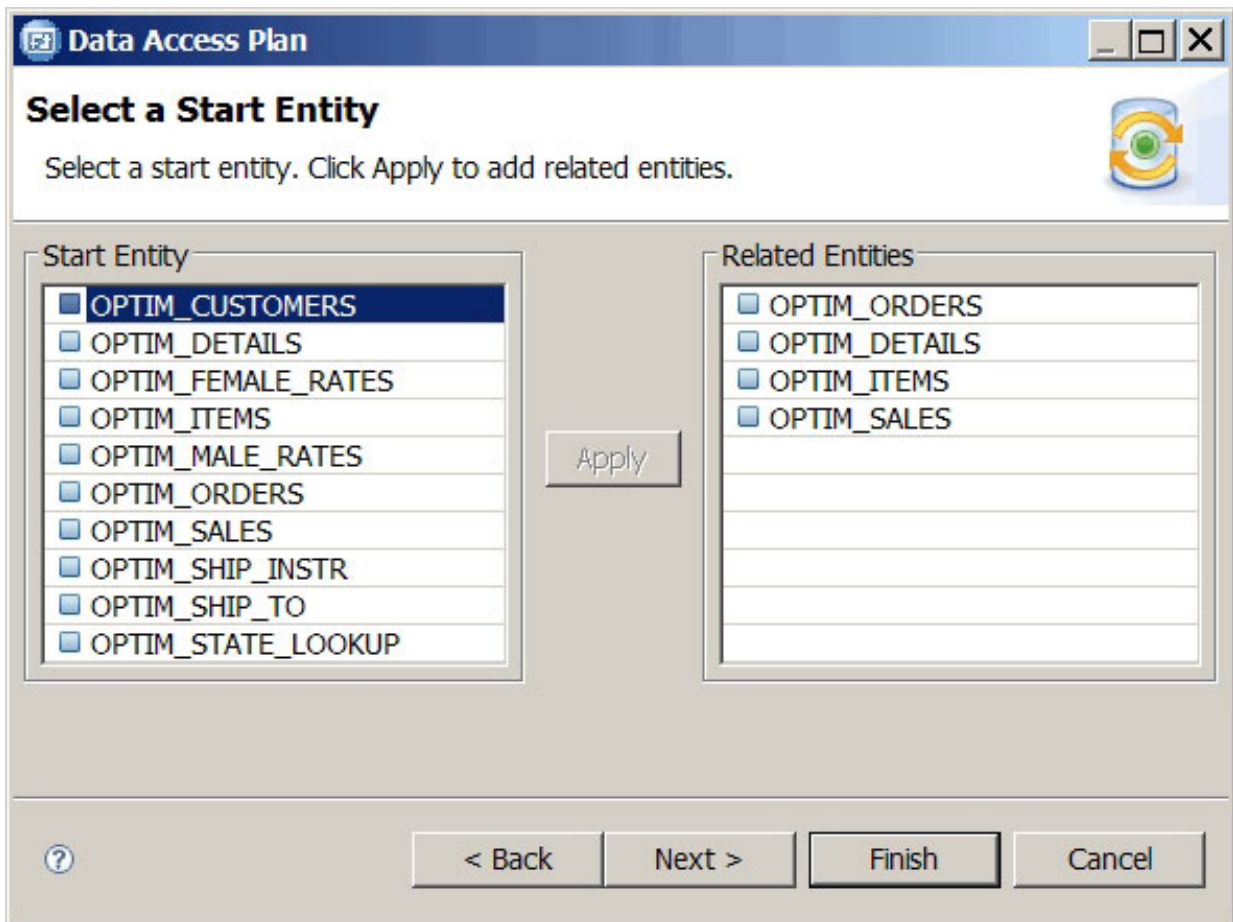 Data Access Plan
Select a Start Entity
Select a start entity. Click Apply to add related entities.
Start Entity
OPTIM_CUSTOMERS
OPTIM_DETAILS
OPTIM_FEMALE_RATES
OPTIM_ITEMS
OPTIM_MALE_RATES
OPTIM_ORDERS
OPTIM_SALES
OPTIM_SHIP_INSTR
OPTIM_SHIP_TO
OPTIM_STATE_LOOKUP
Apply
Related Entities
OPTIM_ORDERS
OPTIM_DETAILS
OPTIM_ITEMS
OPTIM_SALES
?
< Back
Next >
Finish
Cancel